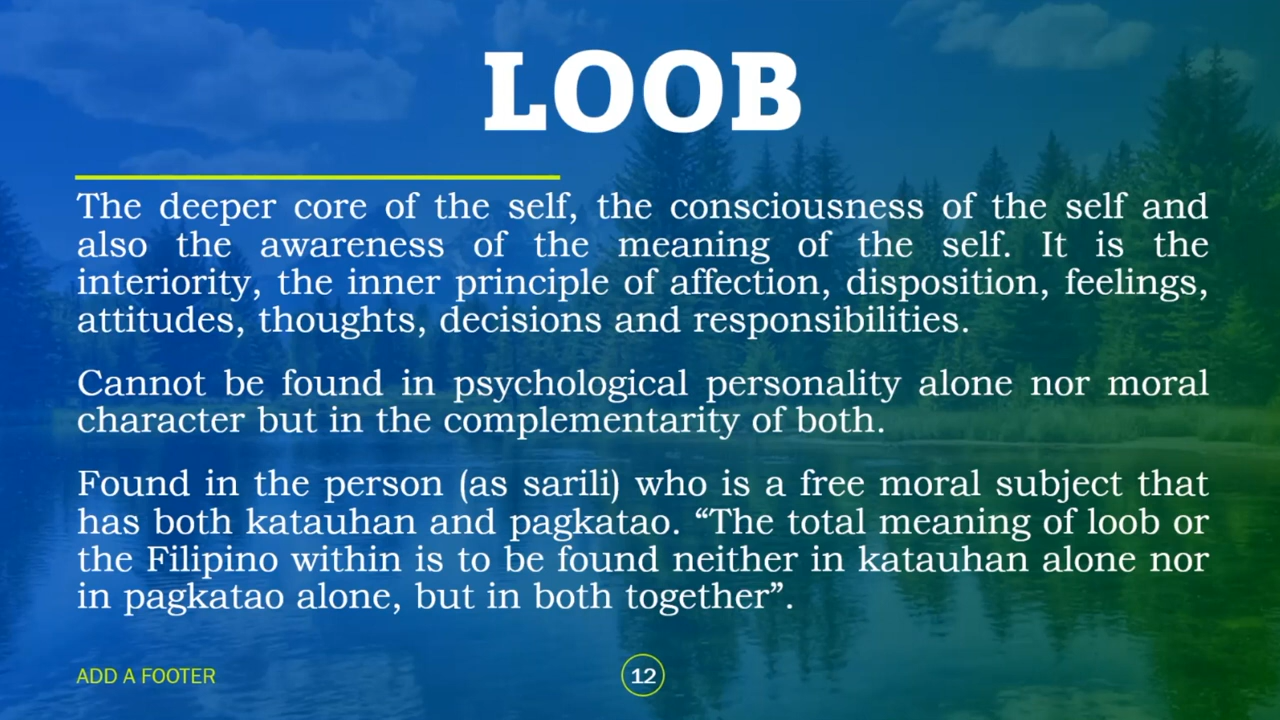 LOOB
The deeper core of the self, the consciousness of the self and
also the awareness of the meaning of the self. It is the
interiority, the inner principle of affection, disposition, feelings,
attitudes, thoughts, decisions and responsibilities.
Cannot be found in psychological personality alone nor moral
character but in the complementarity of both.
Found in the person (as sarili) who is a free moral subject that
has both katauhan and pagkatao. “The total meaning of loob or
the Filipino within is to be found neither in katauhan alone nor
in pagkatao alone, but in both together”.
ADD A FOOTER
12